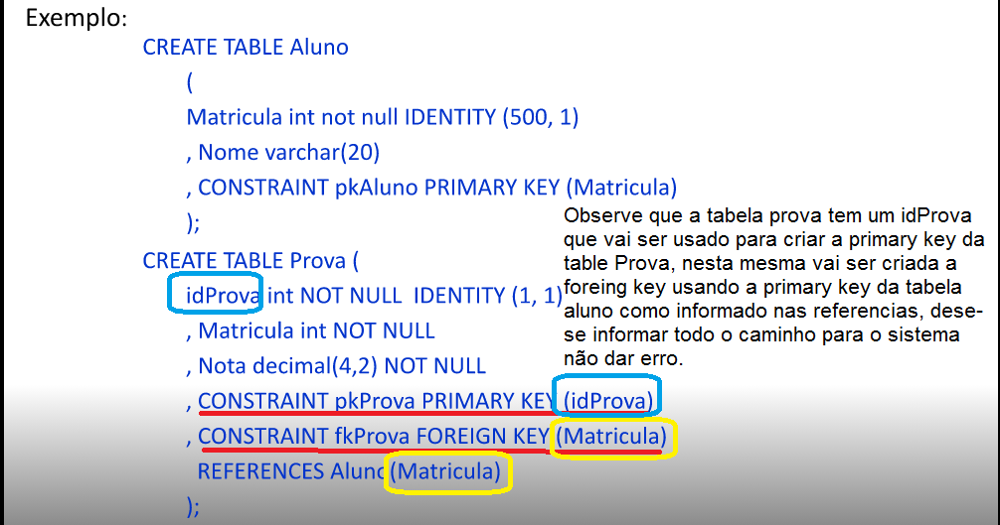 Exemplo:
CREATE TABLE Aluno
(
Matricula int not null IDENTITY (500, 1)
, Nome varchar(20)
, CONSTRAINT pkAluno PRIMARY KEY (Matricula)
);
CREATE TABLE Prova (
idProva int NOT NULL IDENTITY (1, 1)
, Matricula int NOT NULL
, Nota decimal(4,2) NOT NULL
, CONSTRAINT pkProva PRIMARY KEY (idProva)
, CONSTRAINT fkProva FOREIGN KEY (Matricula)
REFERENCES Aluno(Matricula)
);
Observe que a tabela prova tem um idProva
que vai ser usado para criar a primary key da
table Prova, nesta mesma vai ser criada a
foreing key usando a primary key da tabela
aluno como informado nas referencias, dese-
se informar todo o caminho para o sistema
não dar erro.